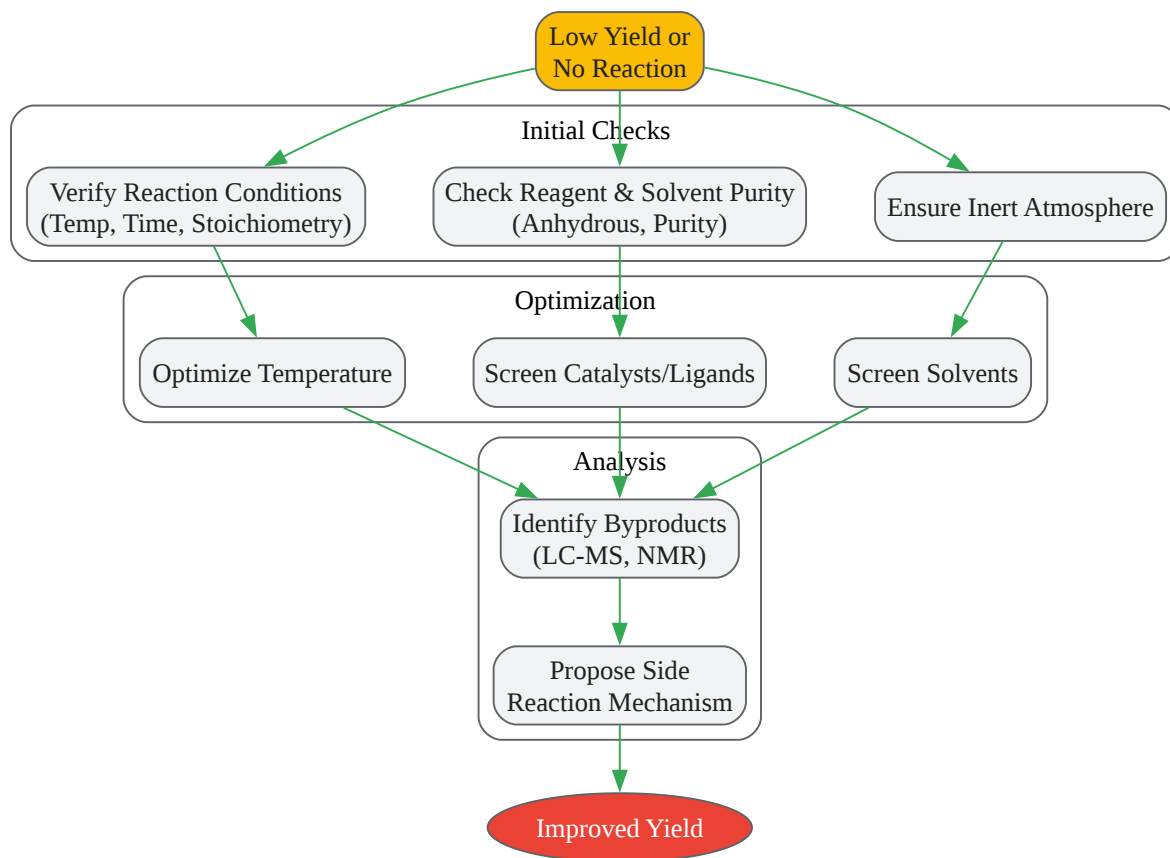 Low Yield or
No Reaction
Initial Checks
Verify Reaction Conditions
(Temp, Time, Stoichiometry)
Check Reagent & Solvent Purity
(Anhydrous, Purity)
Ensure Inert Atmosphere
Optimization
Optimize Temperature
Screen Catalysts/Ligands
Screen Solvents
Analysis
Identify Byproducts
(LC-MS, NMR)
Propose Side
Reaction Mechanism
Improved Yield